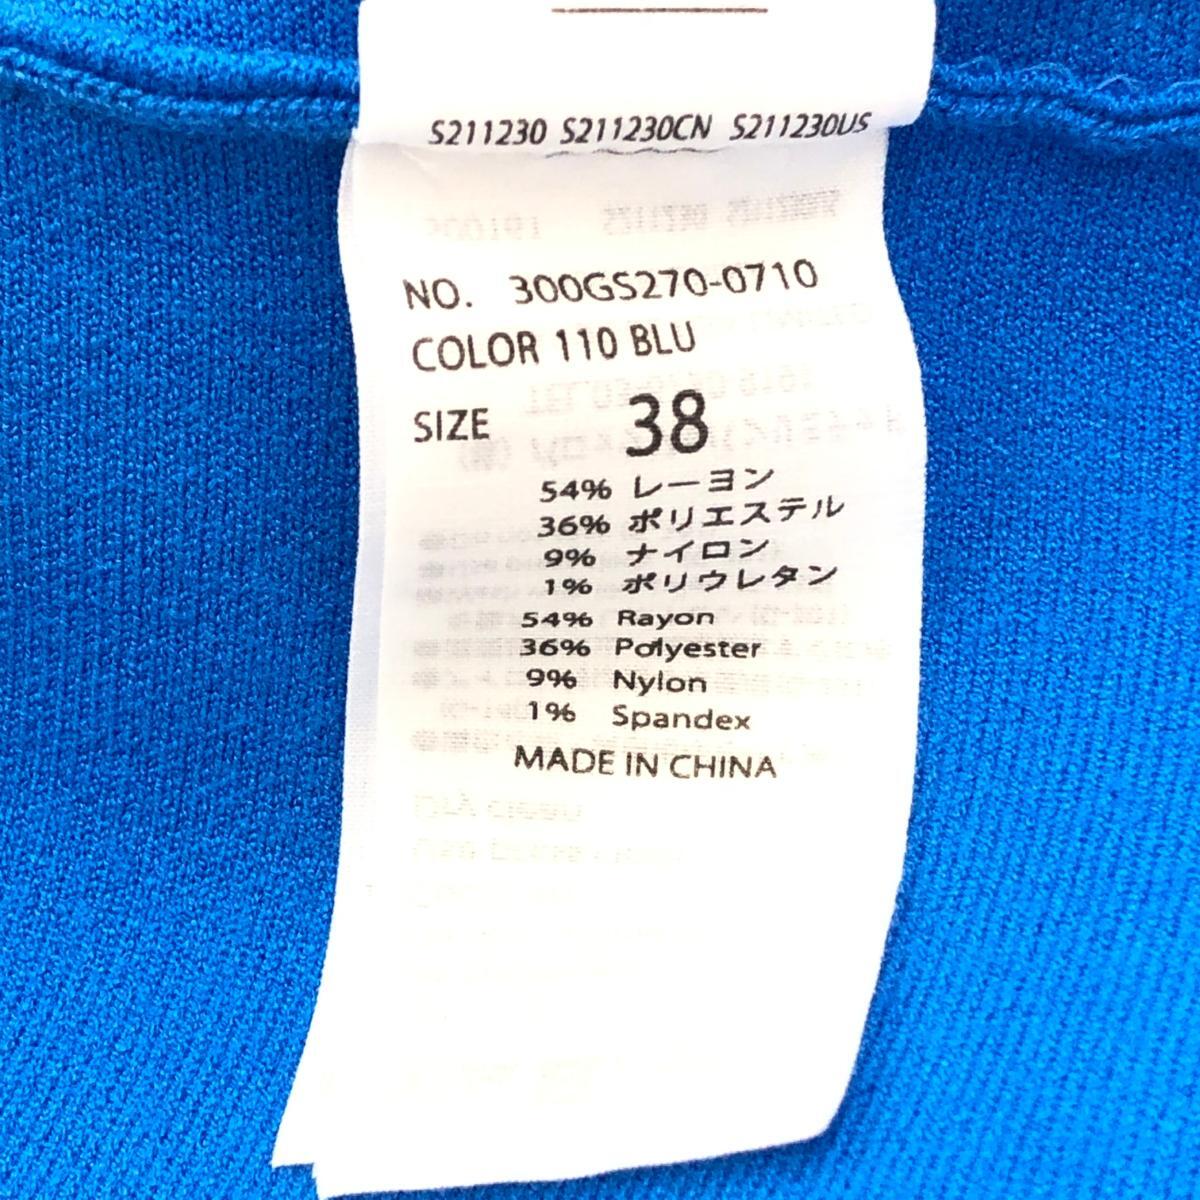 S211230 S211230CN S211230US
NO. 300GS270-0710
COLOR 110 BLU
SIZE 38
54% レーヨン
36% ポリエステル
9% ナイロン
1% ポリウレタン
54% Rayon
36% Polyester
9% Nylon
1% Spandex
MADE IN CHINA